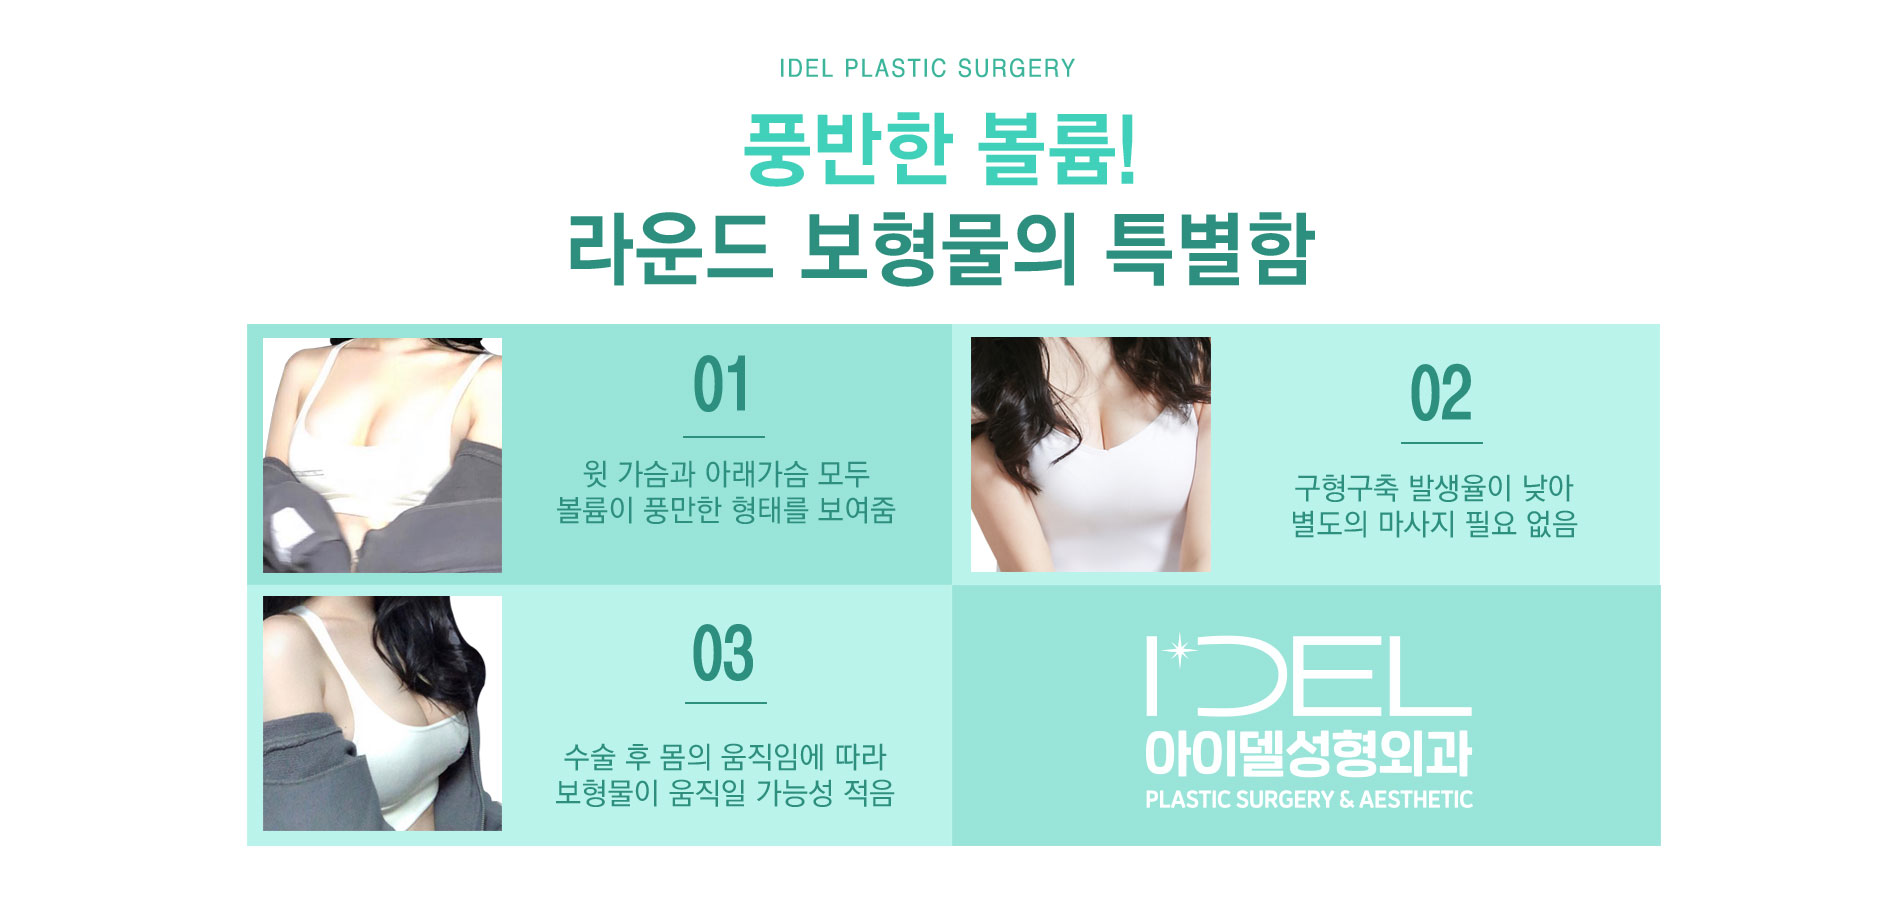 IDEL PLASTIC SURGERY
풍반한 볼륨!
라운드 보형물의 특별함
01
윗 가슴과 아래가슴 모두
볼륨이 풍만한 형태를 보여줌
02
구형구축 발생율이 낮아
별도의 마사지 필요 없음
03
수술 후 몸의 움직임에 따라
보형물이 움직일 가능성 적음
IDEL
아이델성형외과
PLASTIC SURGERY & AESTHETIC